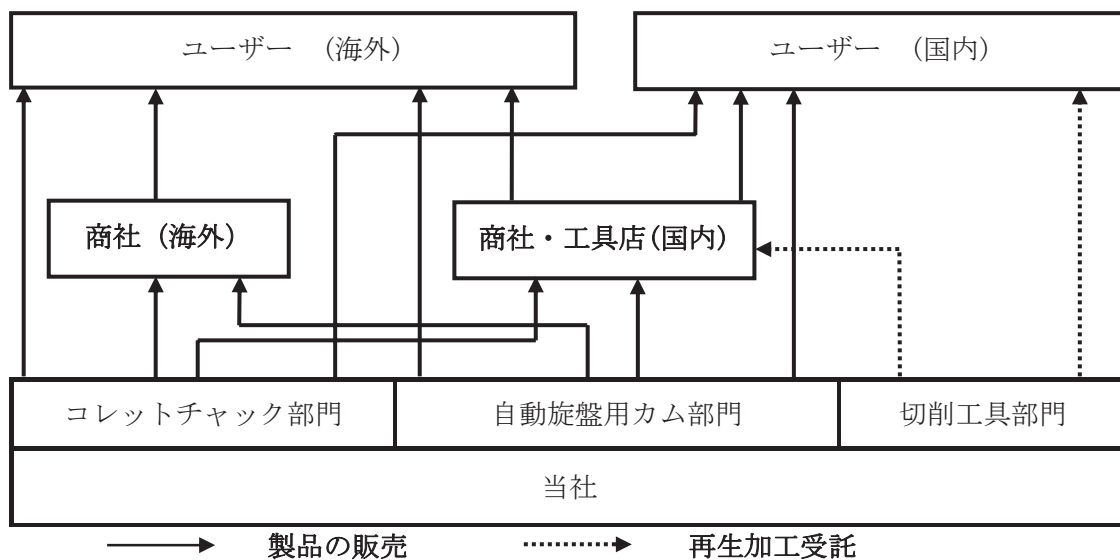 ユーザー （海外）
ユーザー （国内）
商社（海外）
商社・工具店(国内)
コレットチャック部門
自動旋盤用カム部門
切削工具部門
当社
製品の販売
再生加工受託